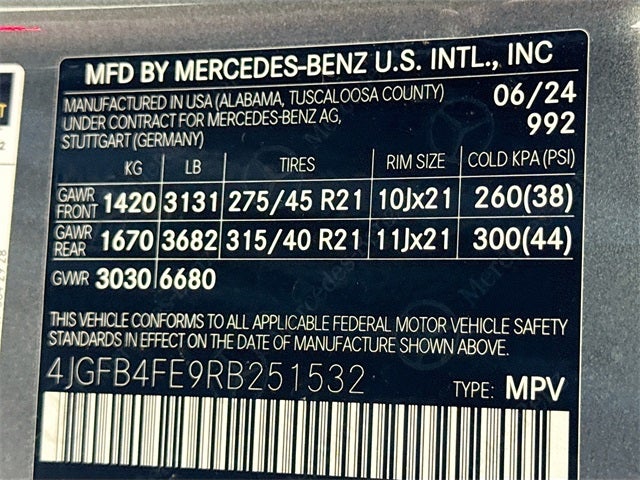 MFD BY MERCEDES-BENZ U.S. INTL., INC
MANUFACTURED IN USA (ALABAMA, TUSCALOOSA COUNTY) 06/24
UNDER CONTRACT FOR MERCEDES-BENZ AG, 992
STUTTGART (GERMANY)
KG LB TIRES RIM SIZE COLD KPA (PSI)
GAWR FRONT 1420 3131 275/45 R21 10Jx21 260(38)
GAWR REAR 1670 3682 315/40 R21 11Jx21 300(44)
GVWR 3030 6680
THIS VEHICLE CONFORMS TO ALL APPLICABLE FEDERAL MOTOR VEHICLE SAFETY
STANDARDS IN EFFECT ON THE DATE OF MANUFACTURE SHOWN ABOVE.
4JGFB4FE9RB251532 TYPE: MPV